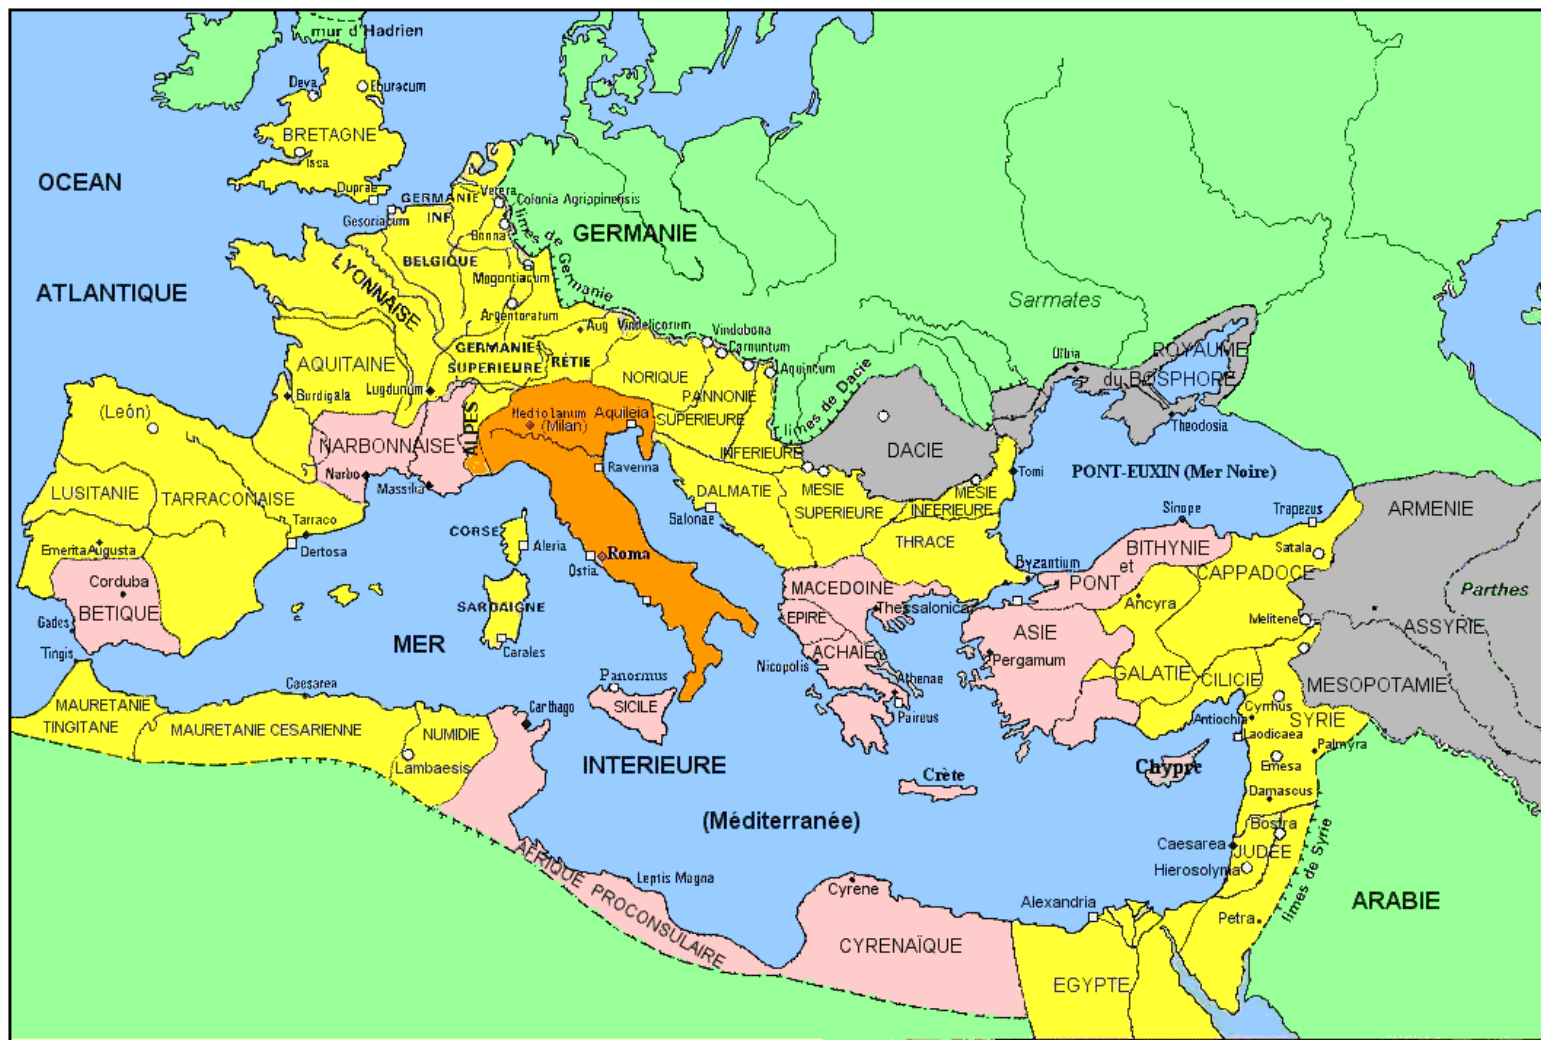 mur d'Hadrien
Deva
Eburacum
BRETAGNE
Isca
OCEAN
Duprae
GERMANIE
INF
Vetera
Colonia Agrippinensis
Gesoriacum
Bonna
limes de Germanie
GERMANIE
BELGIQUE
LYONNAISE
Mogontiacum
ATLANTIQUE
Sarmates
Argentoratum
Aug Vindelicorum
Vindobona
Carnuntum
GERMANIE
SUPERIEURE
RÉTIE
Aquincum
Olbia
ROYAUME
du BOSPHORE
AQUITAINE
NORIQUE
limes de Dacie
Lugdunum
Burdigala
PANNONIE
SUPERIEURE
(León)
Mediolanum
(Milan)
Aquileia
Theodosia
ALPES
NARBONNAISE
INFERIEURE
DACIE
Ravenna
Tomi
PONT-EUXIN (Mer Noire)
Narbo
Massilia
LUSITANIE
TARRACONAISE
DALMATIE
MESIE
SUPERIEURE
MESIE
INFERIEURE
Salonae
Sinope
Trapezus
ARMENIE
Tarraco
CORSE
Aleria
Emerita Augusta
Dertosa
Roma
Ostia
THRACE
Byzantium
BITHYNIE
et
PONT
Satala
CAPPADOCE
Corduba
BETIQUE
MACEDOINE
Parthes
SARDAIGNE
Thessalonica
Ancyra
Gades
EPIRE
Melitene
ASIE
ASSYRIE
MER
Carales
ACHAIE
Tingis
Nicopolis
Pergamum
GALATIE
CILICIE
Panormus
Athenae
MESOPOTAMIE
Caesarea
MAURETANIE
TINGITANE
SICILE
Cyrrhus
Carthago
Paireus
Antiochia
SYRIE
MAURETANIE CESARIENNE
NUMIDIE
Laodicaea
Palmyra
Lambaesis
INTERIEURE
Crète
Chypre
Emesa
Damascus
(Méditerranée)
Bostra
limes de Syrie
Caesarea
JUDÉE
AFRIQUE PROCONSULAIRE
Hierosolynia
Leptis Magna
Cyrene
Alexandria
ARABIE
Petra
CYRENAÏQUE
EGYPTE